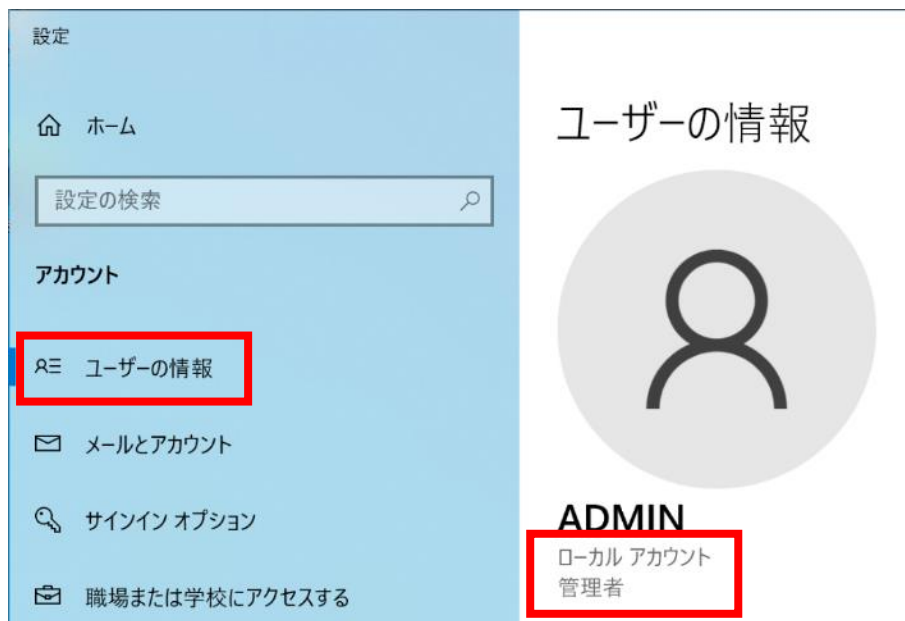 設定
ホーム
設定の検索
アカウント
ユーザーの情報
メールとアカウント
サインイン オプション
職場または学校にアクセスする
ユーザーの情報
ADMIN
ローカル アカウント
管理者